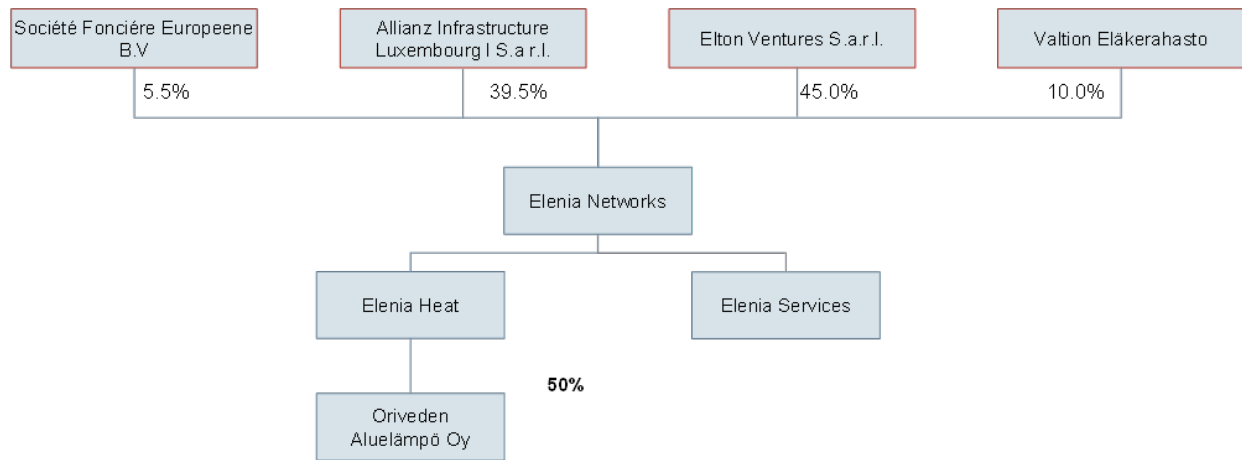 Société Fonciére Europeene
B.V
Allianz Infrastructure
Luxembourg I S.a r.l.
Elton Ventures S.a.r.l.
Valtion Eläkerahasto
5.5%
39.5%
45.0%
10.0%
Elenia Networks
Elenia Heat
Elenia Services
50%
Oriveden
Aluelämpö Oy